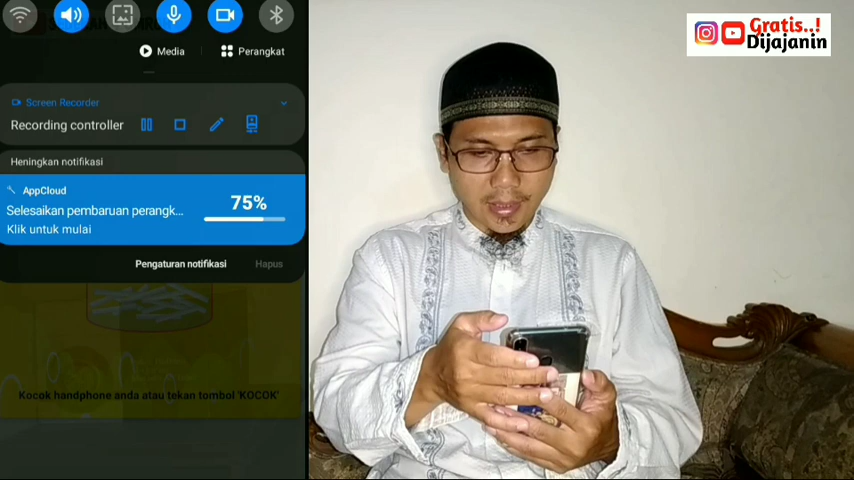 Media
Perangkat
Screen Recorder
Recording controller
Heningkan notifikasi
AppCloud
Selesaikan pembaruan perangk...
75%
Klik untuk mulai
Pengaturan notifikasi
Hapus
Kocok handphone anda atau tekan tombol 'KOCOK'
Gratis..!
Dijajanin